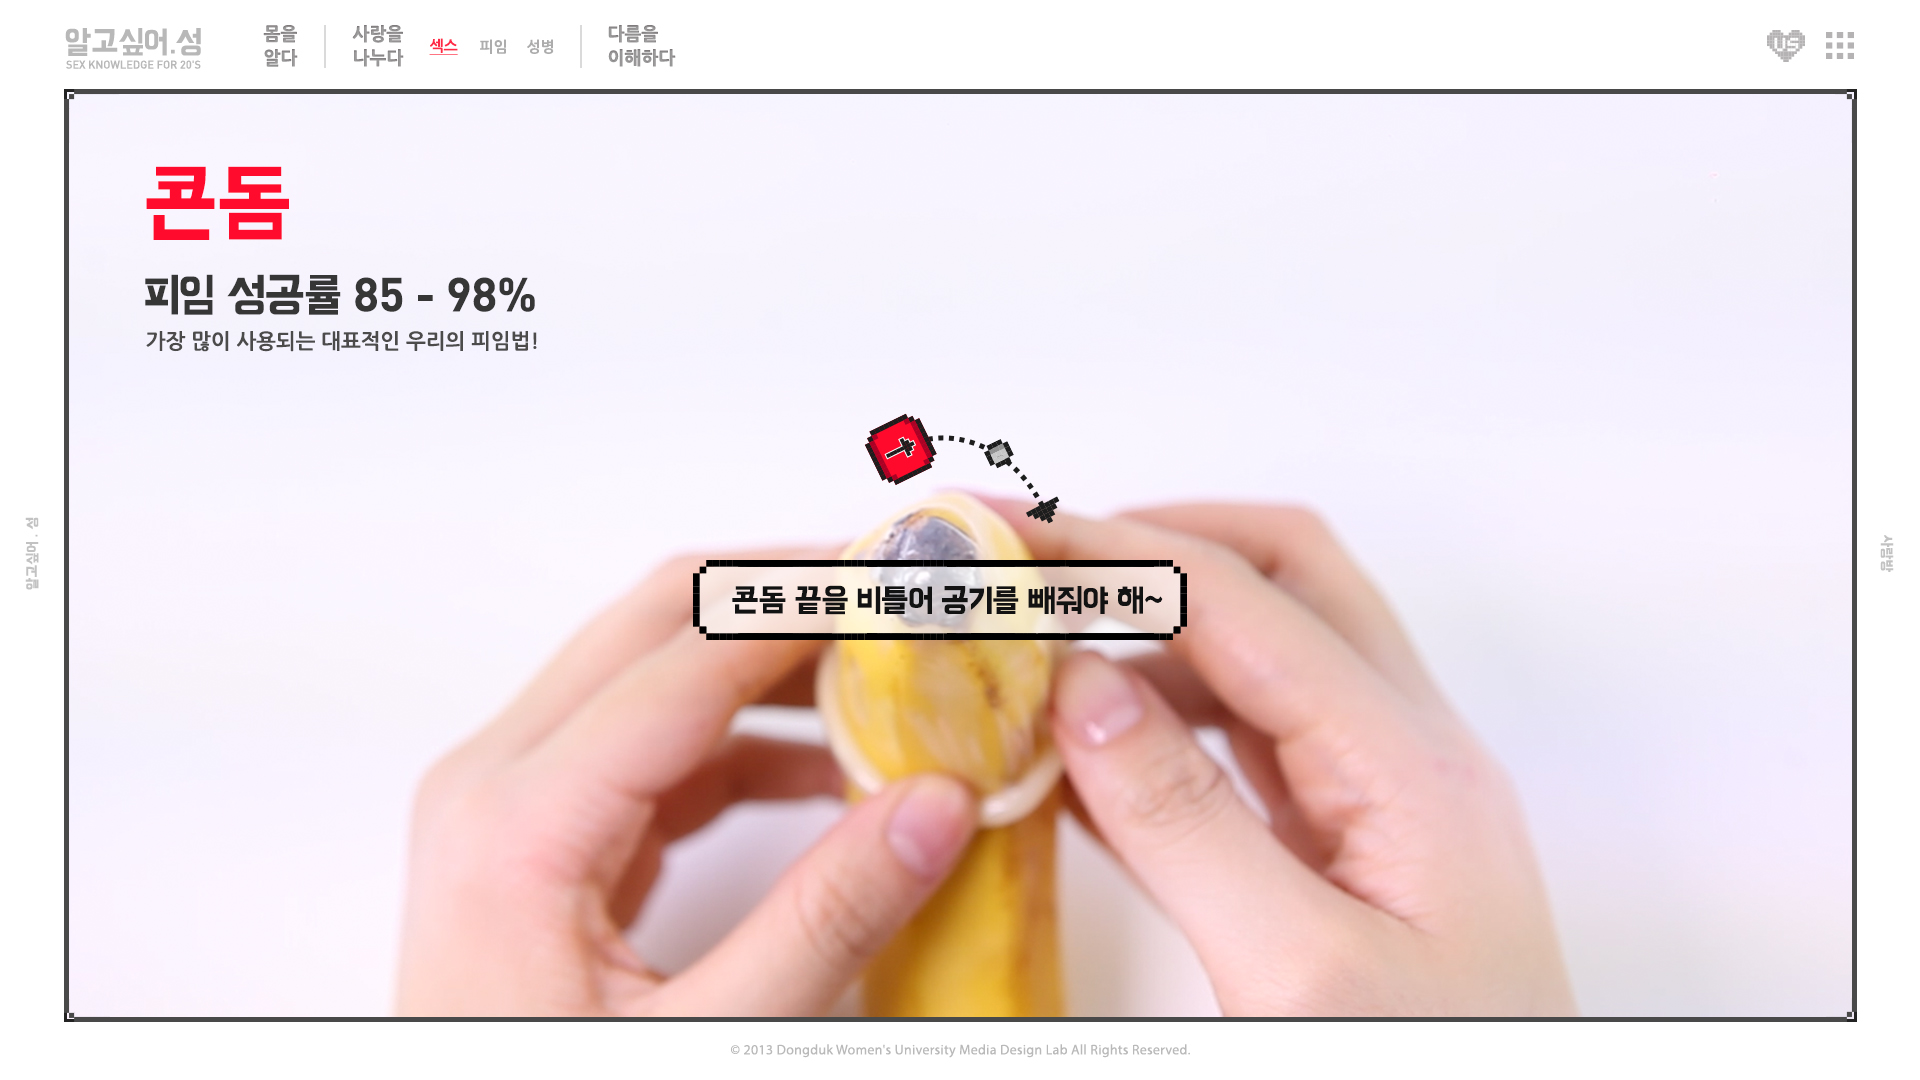 알고싶어.성
SEX KNOWLEDGE FOR 20'S
몸을
알다
사랑을
나누다
섹스
피임
성병
다름을
이해하다
콘돔
피임 성공률 85 - 98%
가장 많이 사용되는 대표적인 우리의 피임법!
콘돔 끝을 비틀어 공기를 빼줘야 해~
알고싶어 . 성
© 2013 Dongduk Women's University Media Design Lab All Rights Reserved.